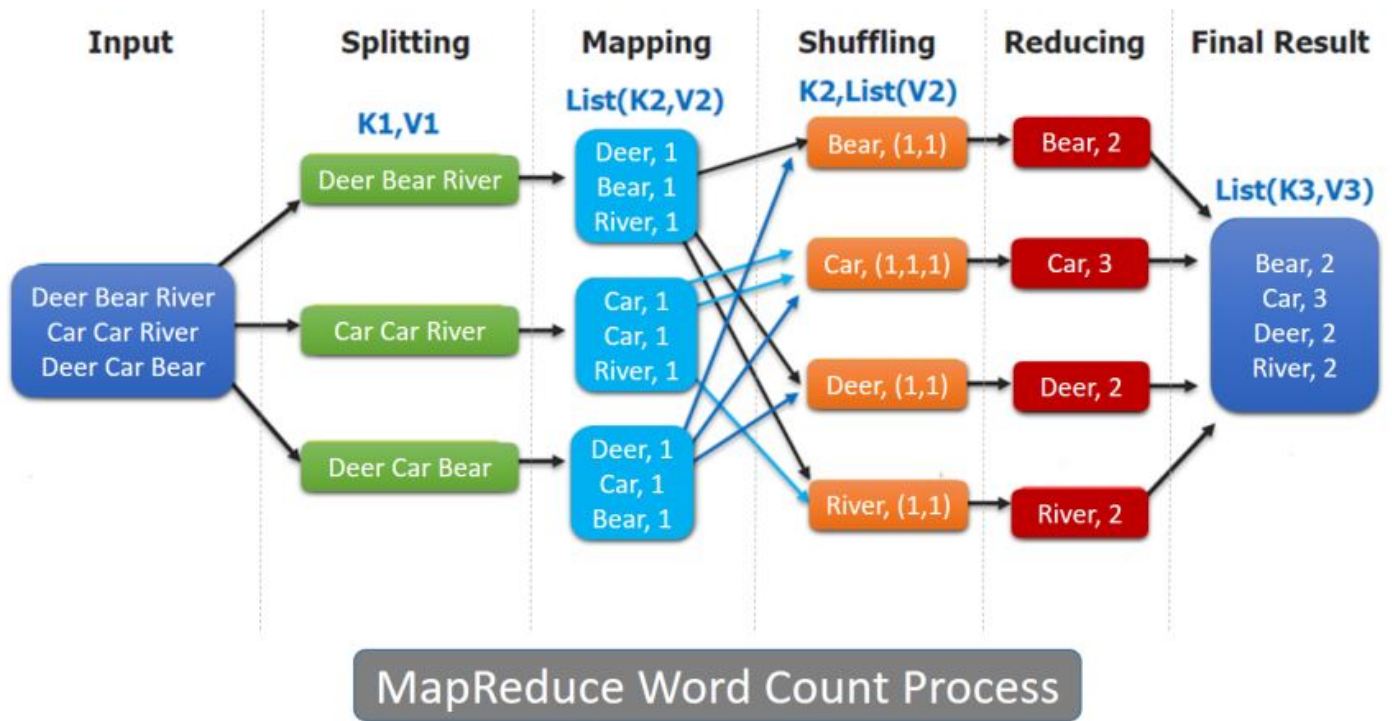 Input
Splitting
Mapping
Shuffling
Reducing
Final Result
K1,V1
List(K2,V2)
K2,List(V2)
List(K3,V3)
Deer Bear River
Car Car River
Deer Car Bear
Deer Bear River
Car Car River
Deer Car Bear
Deer, 1
Bear, 1
River, 1
Car, 1
Car, 1
River, 1
Deer, 1
Car, 1
Bear, 1
Bear, (1,1)
Car, (1,1,1)
Deer, (1,1)
River, (1,1)
Bear, 2
Car, 3
Deer, 2
River, 2
Bear, 2
Car, 3
Deer, 2
River, 2
MapReduce Word Count Process